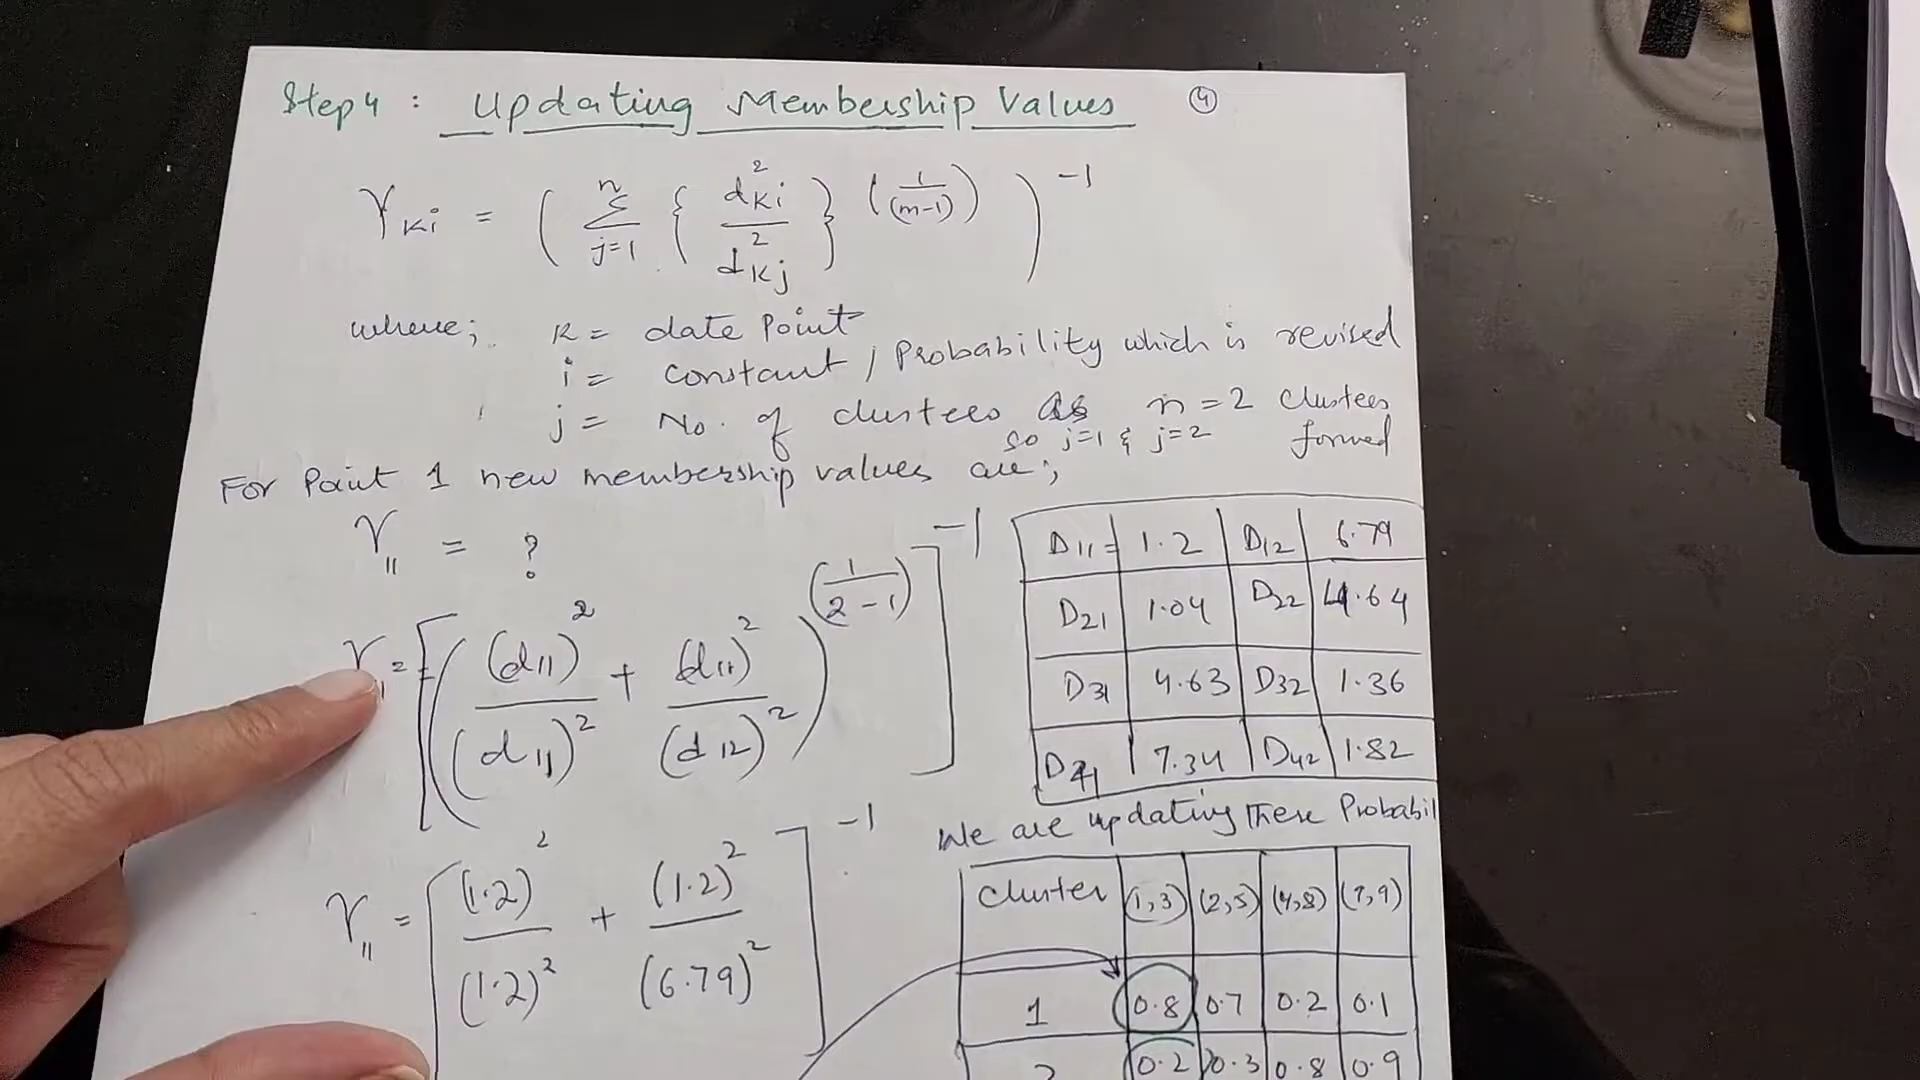 Step 4 : Updating Membership Values ④
γKi = ( n Σ j=1 { d²Ki / d²Kj } (1/(m-1)) ) -1
where; K = date Point
i = constant / Probability which is revised
j = No. of clusters as n = 2 clusters
so j=1 & j=2 formed
For Point 1 new membership values are;
γ11 = ?
γ = [ ( (d11)² / (d11)² + (d11)² / (d12)² ) (1/(2-1)) ] -1
γ11 = [ (1.2)² / (1.2)² + (1.2)² / (6.79)² ] -1
D11= 1.2 D12 6.79
D21 1.04 D22 4.64
D31 4.63 D32 1.36
D41 7.34 D42 1.82
We are updating These Probabil
Cluster (1,3) (2,5) (4,8) (7,9)
1 0.8 0.7 0.2 0.1
2 0.2 0.3 0.8 0.9